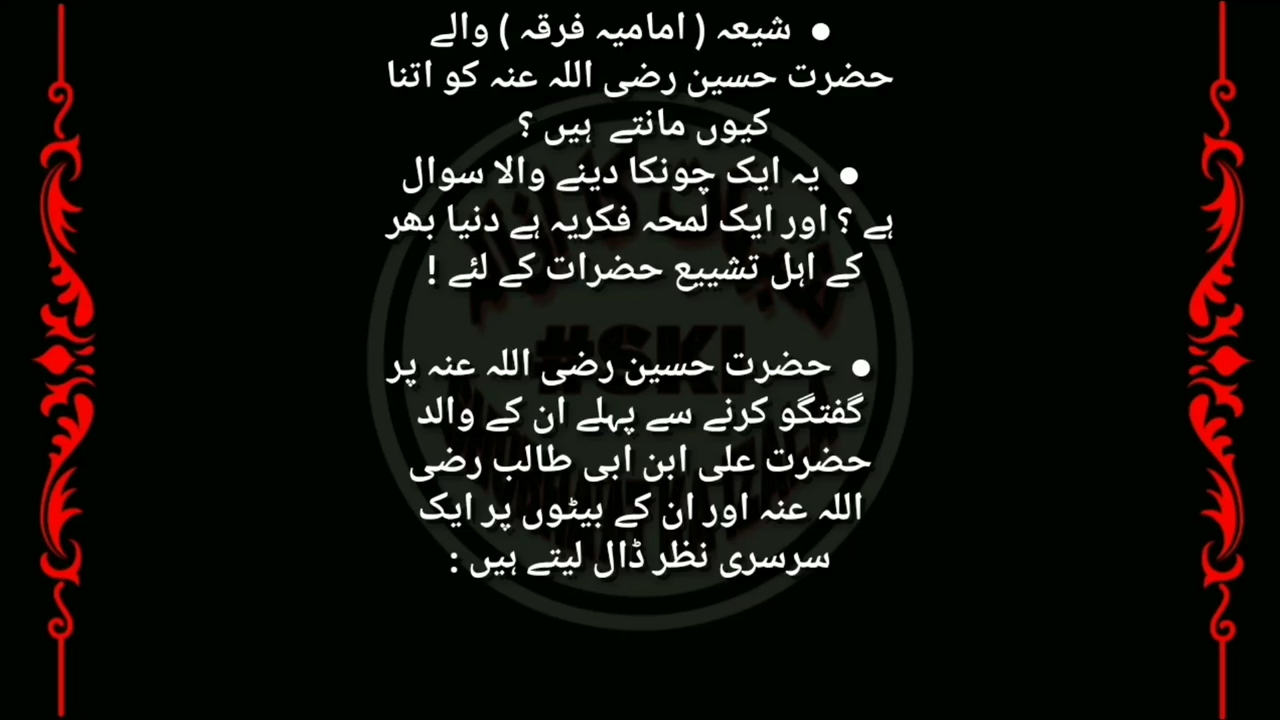 ● شیعہ ( امامیہ فرقہ ) والے
حضرت حسین رضی اللہ عنہ کو اتنا
کیوں مانتے ہیں ؟
● یہ ایک چونکا دینے والا سوال
ہے ؟ اور ایک لمحہ فکریہ ہے دنیا بھر
کے اہل تشییع حضرات کے لئے !
● حضرت حسین رضی اللہ عنہ پر
گفتگو کرنے سے پہلے ان کے والد
حضرت علی ابن ابی طالب رضی
اللہ عنہ اور ان کے بیٹوں پر ایک
سرسری نظر ڈال لیتے ہیں :
#SKI